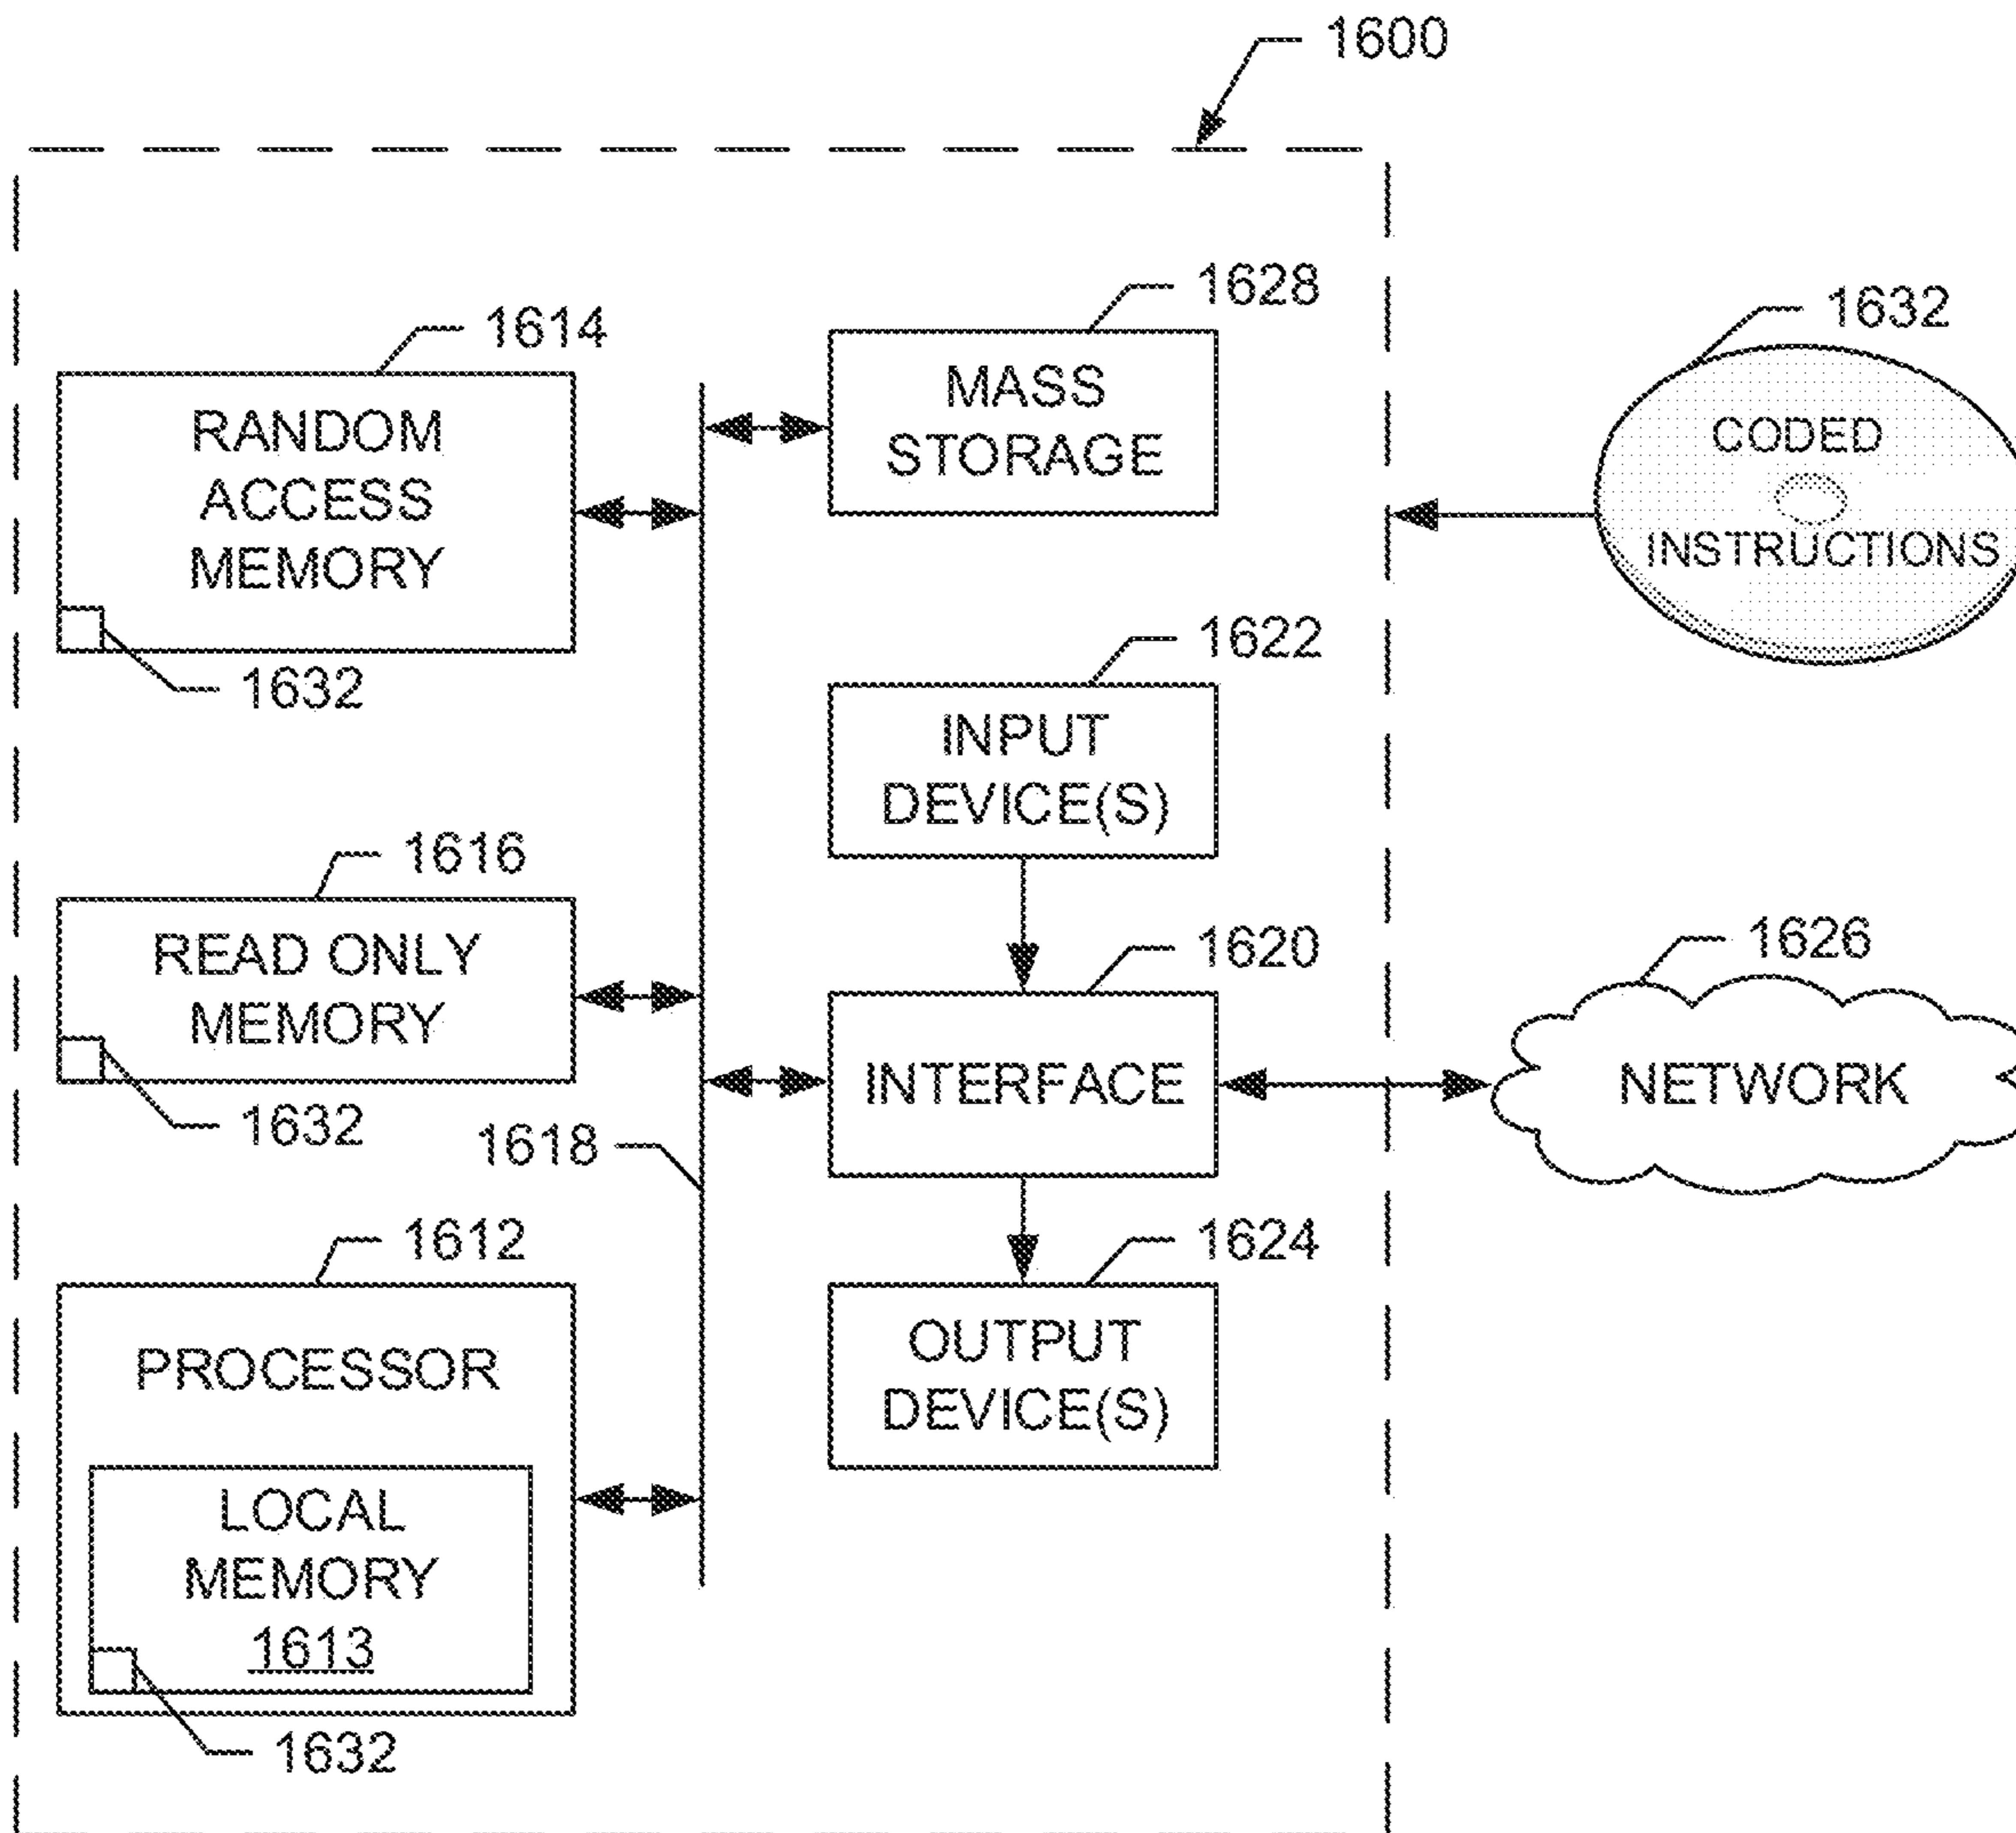 1600
1628
MASS
STORAGE
1614
RANDOM
ACCESS
MEMORY
1632
1632
CODED
INSTRUCTIONS
1622
INPUT
DEVICE(S)
1616
READ ONLY
MEMORY
1632
1620
INTERFACE
1626
NETWORK
1618
1612
PROCESSOR
LOCAL
MEMORY
1613
1632
1624
OUTPUT
DEVICE(S)